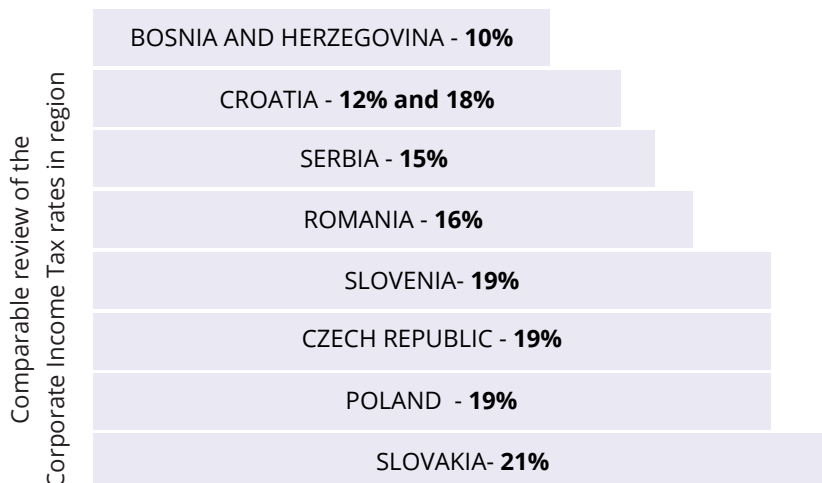 Comparable review of the
Corporate Income Tax rates in region
BOSNIA AND HERZEGOVINA - 10%
CROATIA - 12% and 18%
SERBIA - 15%
ROMANIA - 16%
SLOVENIA- 19%
CZECH REPUBLIC - 19%
POLAND - 19%
SLOVAKIA- 21%